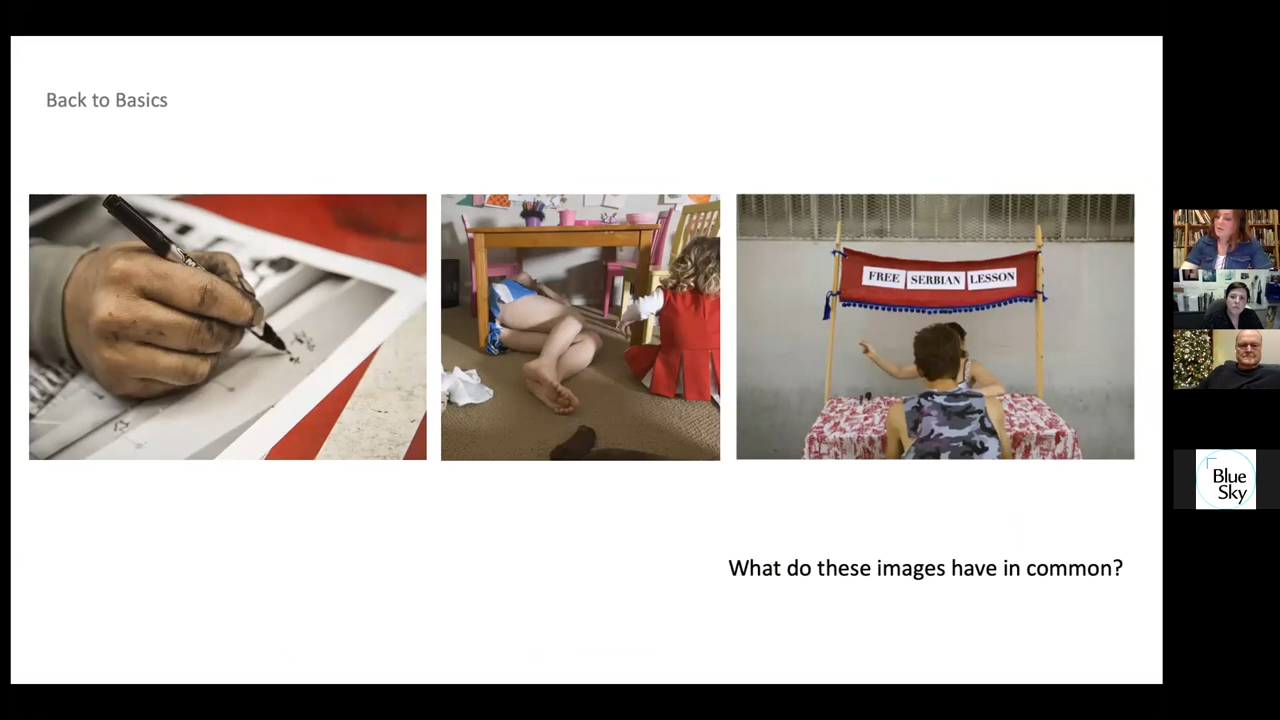 Back to Basics
FREE SERBIAN LESSON
What do these images have in common?
Blue
Sky